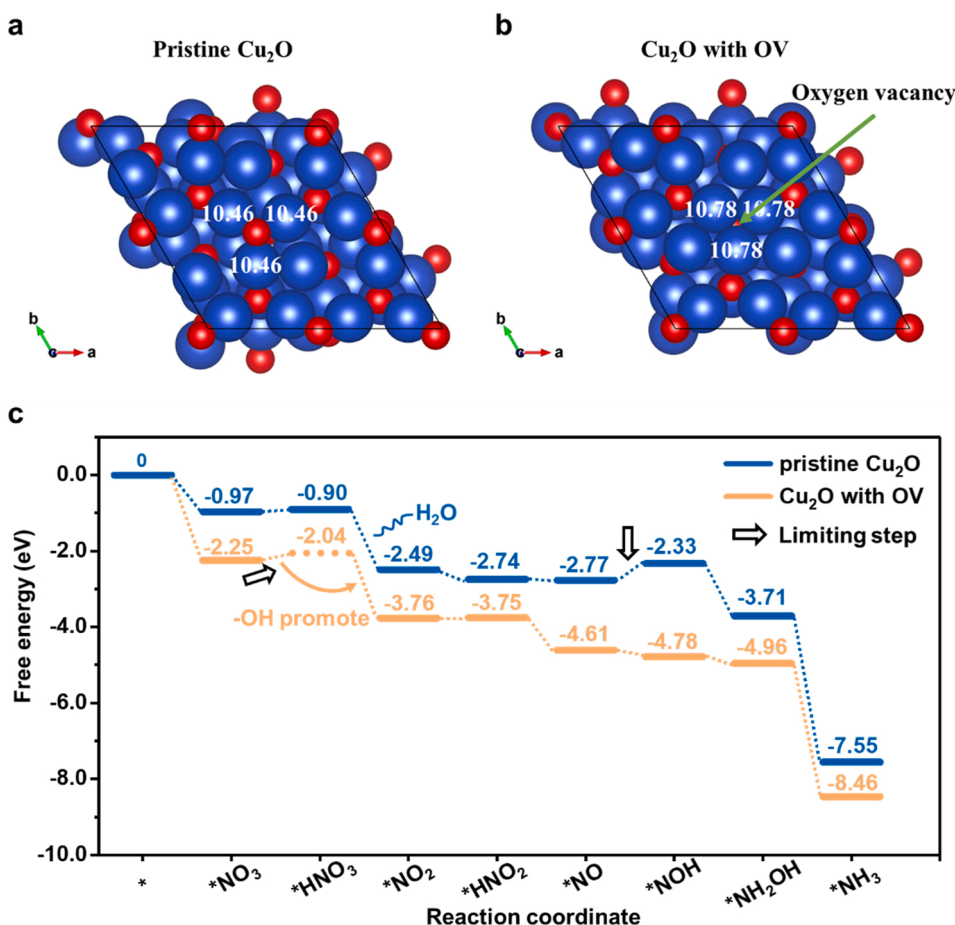 a
Pristine Cu₂O
10.46 10.46
10.46
b
a
b
Cu₂O with OV
Oxygen vacancy
10.78 10.78
10.78
b
a
c
Free energy (eV)
0.0
-2.0
-4.0
-6.0
-8.0
-10.0
0
-0.97
-0.90
-2.49
-2.74
-2.77
-2.33
-3.71
-7.55
-2.25
-2.04
-3.76
-3.75
-4.61
-4.78
-4.96
-8.46
H₂O
-OH promote
pristine Cu₂O
Cu₂O with OV
Limiting step
*
*NO₃
*HNO₃
*NO₂
*HNO₂
*NO
*NOH
*NH₂OH
*NH₃
Reaction coordinate